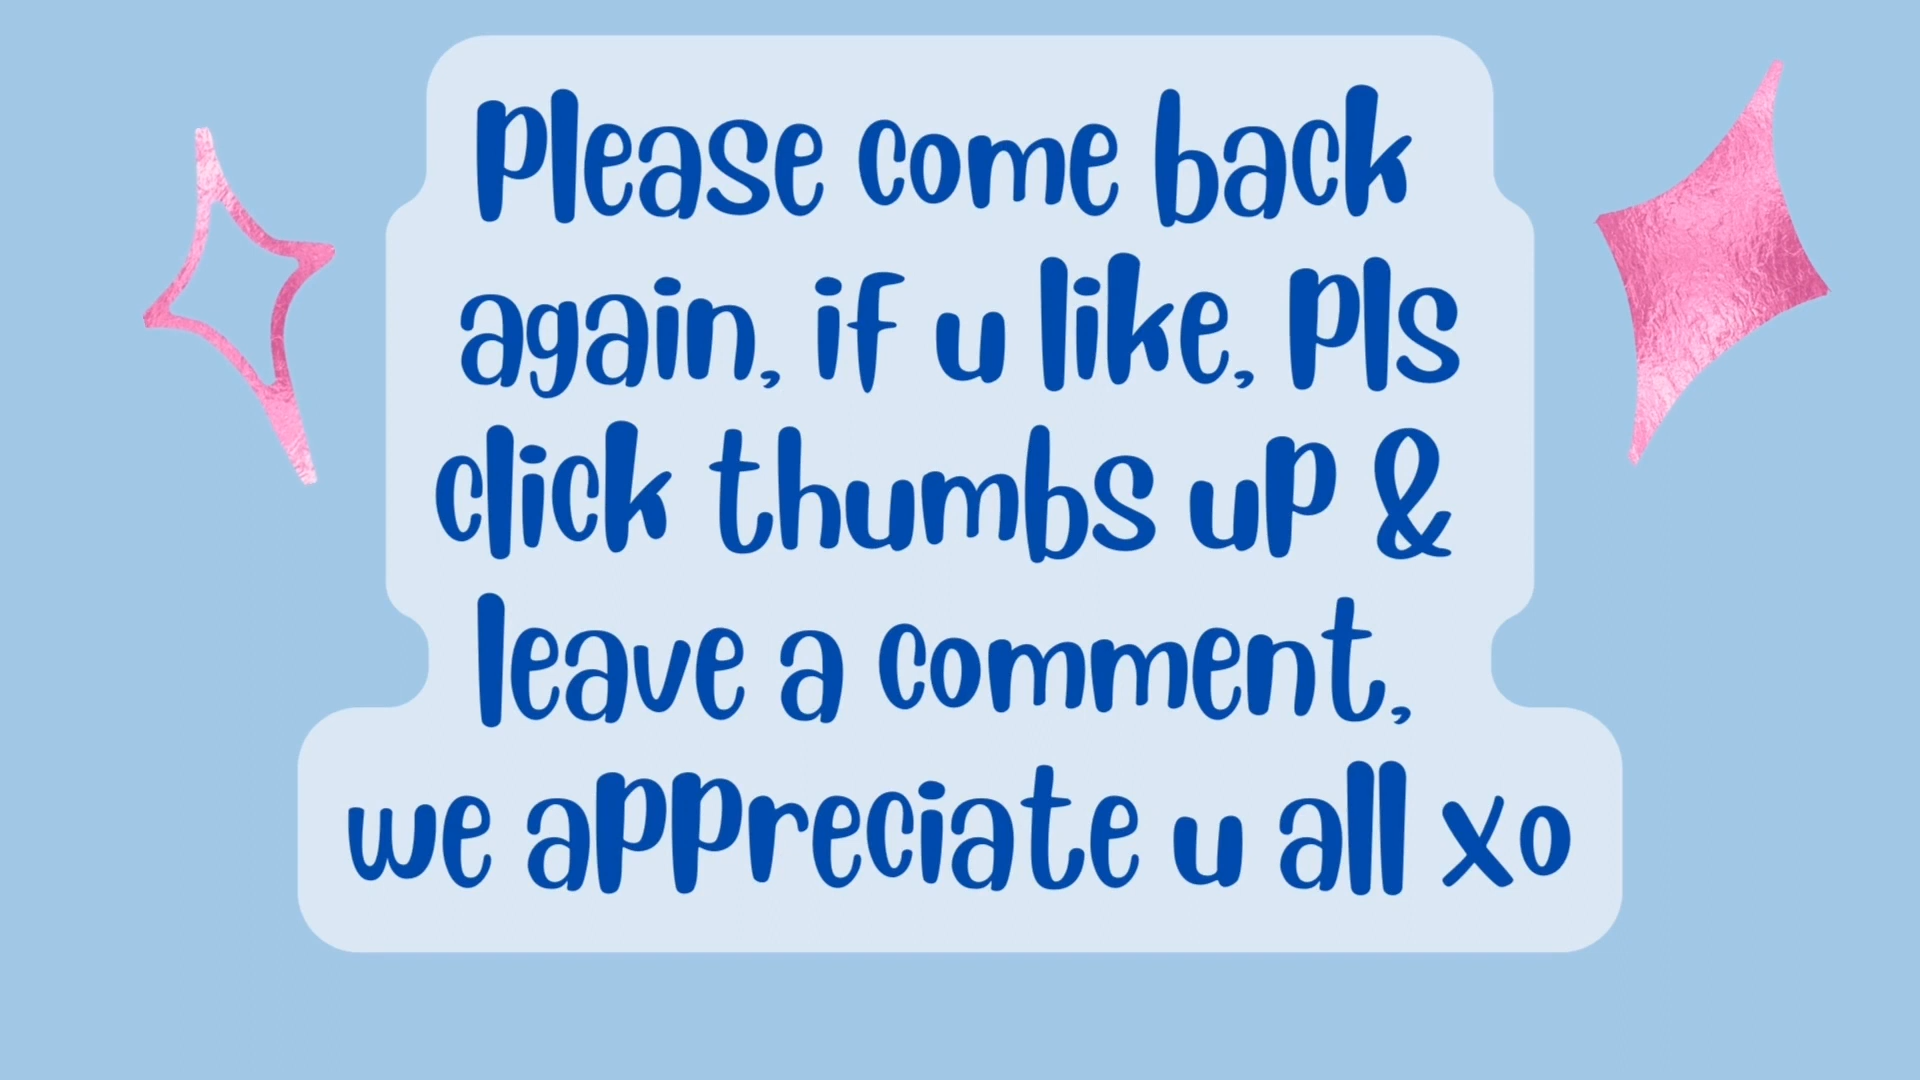 Please come back
again, if u like, pls
click thumbs up &
leave a comment,
we appreciate u all xo